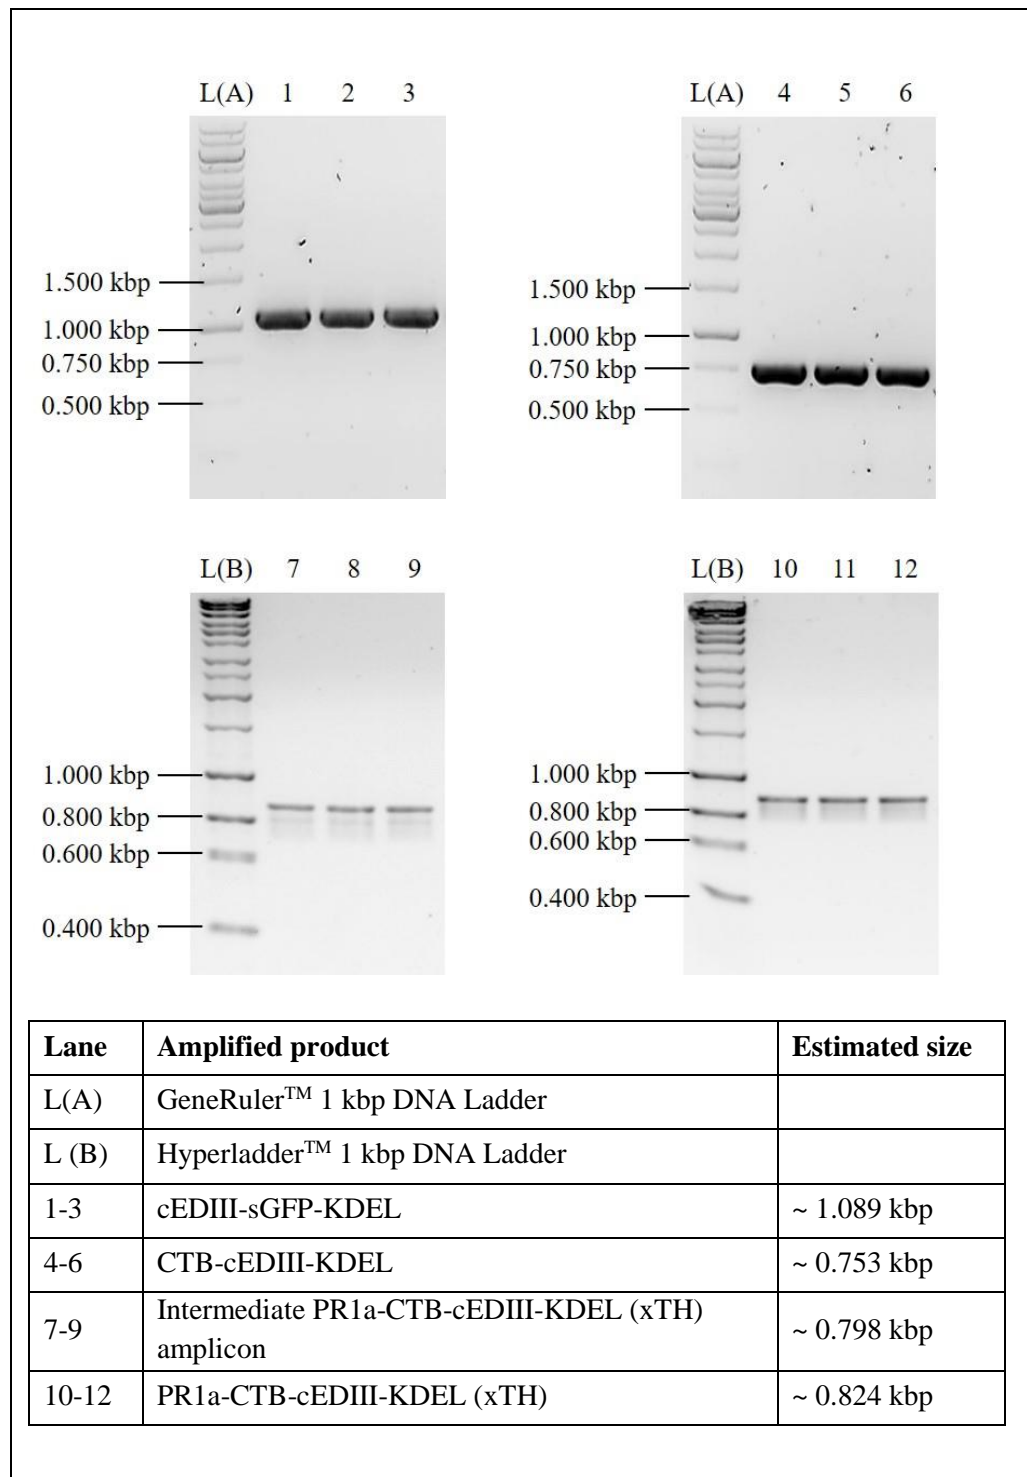 L(A) 1 2 3
1.500 kbp
1.000 kbp
0.750 kbp
0.500 kbp
L(A) 4 5 6
1.500 kbp
1.000 kbp
0.750 kbp
0.500 kbp
L(B) 7 8 9
1.000 kbp
0.800 kbp
0.600 kbp
0.400 kbp
L(B) 10 11 12
1.000 kbp
0.800 kbp
0.600 kbp
0.400 kbp
Lane Amplified product Estimated size
L(A) GeneRuler™ 1 kbp DNA Ladder
L (B) Hyperladder™ 1 kbp DNA Ladder
1-3 cEDIII-sGFP-KDEL ~ 1.089 kbp
4-6 CTB-cEDIII-KDEL ~ 0.753 kbp
7-9 Intermediate PR1a-CTB-cEDIII-KDEL (xTH)
amplicon ~ 0.798 kbp
10-12 PR1a-CTB-cEDIII-KDEL (xTH) ~ 0.824 kbp